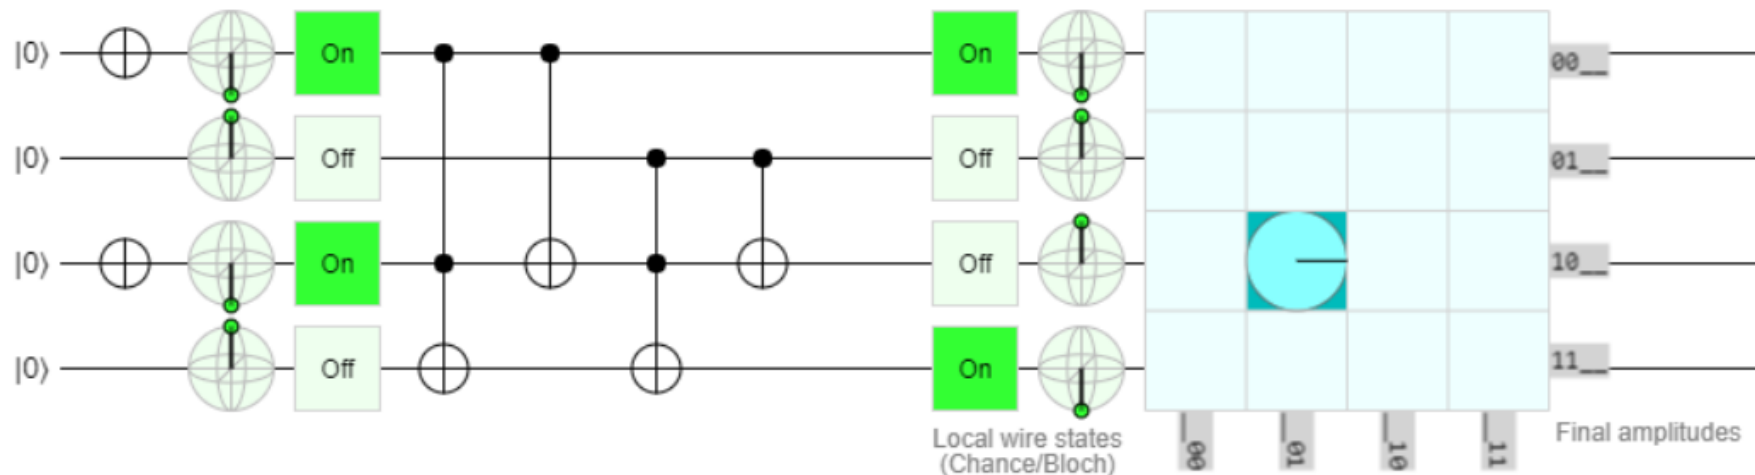 |0⟩ On On 00__
|0⟩ Off Off 01__
|0⟩ On Off 10__
|0⟩ Off On 11__
Local wire states
(Chance/Bloch)
__00 __01 __10 __11
Final amplitudes